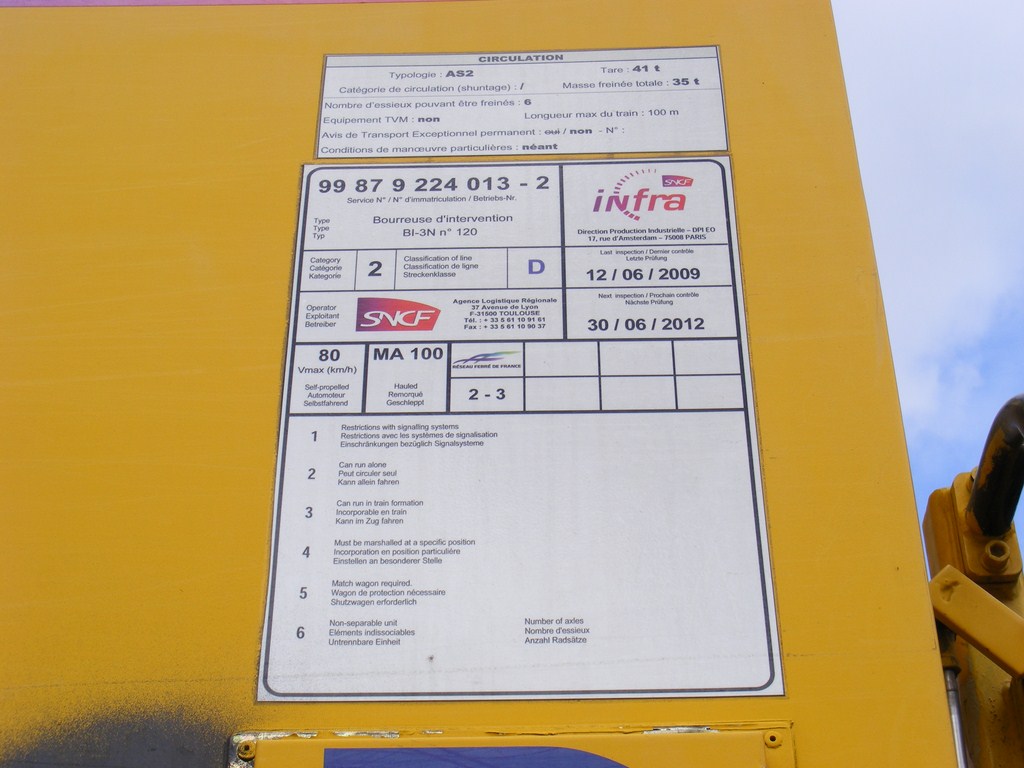 CIRCULATION
Typologie : AS2
Tare : 41 t
Catégorie de circulation (shuntage) : /
Masse freinée totale : 35 t
Nombre d'essieux pouvant être freinés : 6
Equipement TVM : non
Longueur max du train : 100 m
Avis de Transport Exceptionnel permanent : oui / non - N° :
Conditions de manœuvre particulières : néant
99 87 9 224 013 - 2
Service N° / N° d'immatriculation / Betriebs-Nr.
Type
Type
Typ
Bourreuse d'intervention
BI-3N n° 120
SNCF
infra
Direction Production Industrielle – DPI EO
17, rue d'Amsterdam – 75008 PARIS
Category
Catégorie
Kategorie
2
Classification of line
Classification de ligne
Streckenklasse
D
Last inspection / Dernier contrôle
Letzte Prüfung
12 / 06 / 2009
Operator
Exploitant
Betreiber
SNCF
Agence Logistique Régionale
37 Avenue de Lyon
F-31500 TOULOUSE
Tél. : + 33 5 61 10 91 61
Fax : + 33 5 61 10 90 37
Next inspection / Prochain contrôle
Nächste Prüfung
30 / 06 / 2012
80
Vmax (km/h)
Self-propelled
Automoteur
Selbstfahrend
MA 100
Hauled
Remorqué
Geschleppt
RÉSEAU FERRÉ DE FRANCE
2 - 3
1
Restrictions with signalling systems
Restrictions avec les systèmes de signalisation
Einschränkungen bezüglich Signalsysteme
2
Can run alone
Peut circuler seul
Kann allein fahren
3
Can run in train formation
Incorporable en train
Kann im Zug fahren
4
Must be marshalled at a specific position
Incorporation en position particulière
Einstellen an besonderer Stelle
5
Match wagon required.
Wagon de protection nécessaire
Shutzwagen erforderlich
6
Non-separable unit
Eléments indissociables
Untrennbare Einheit
Number of axles
Nombre d'essieux
Anzahl Radsätze